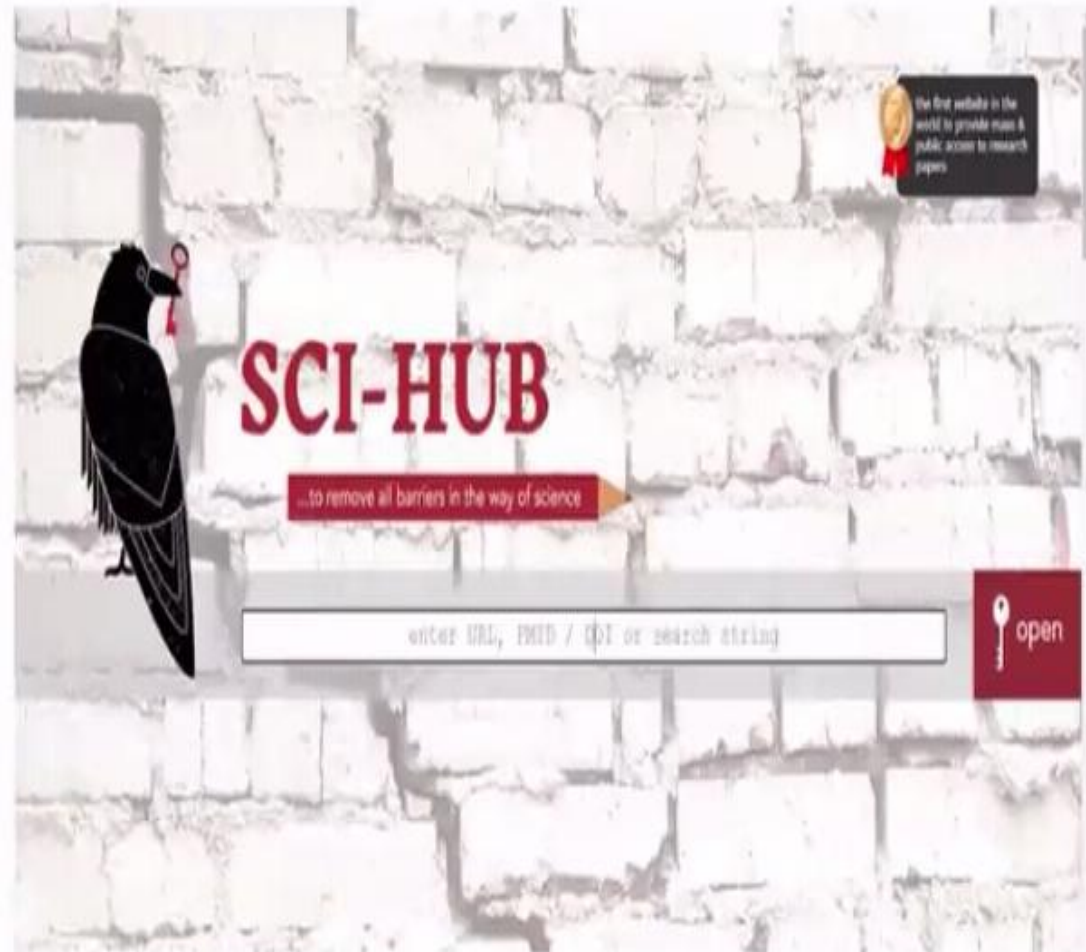 the first website in the
world to provide mass &
public access to research
papers
SCI-HUB
...to remove all barriers in the way of science
enter URL, PMID / DOI or search string
open